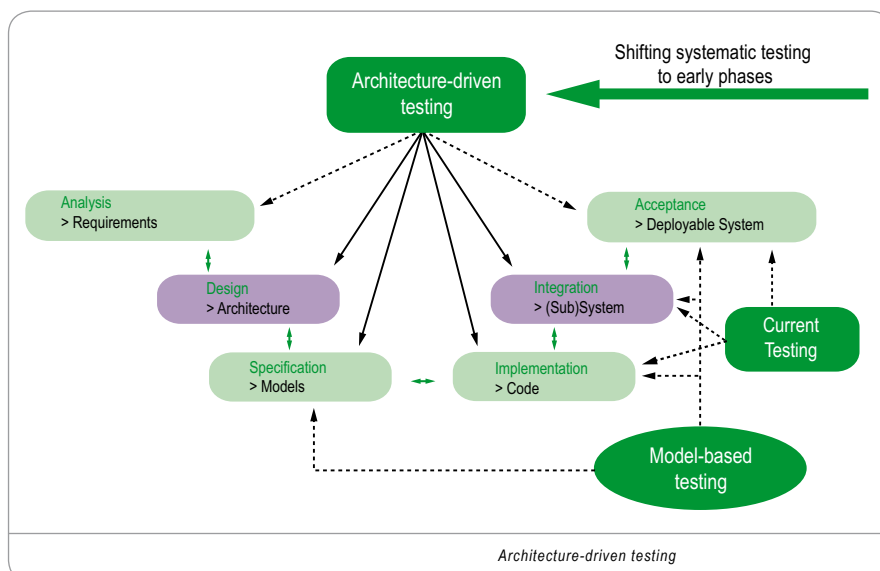 Architecture-driven
testing
Shifting systematic testing
to early phases
Analysis
> Requirements
Acceptance
> Deployable System
Design
> Architecture
Integration
> (Sub)System
Current
Testing
Specification
> Models
Implementation
> Code
Model-based
testing
Architecture-driven testing